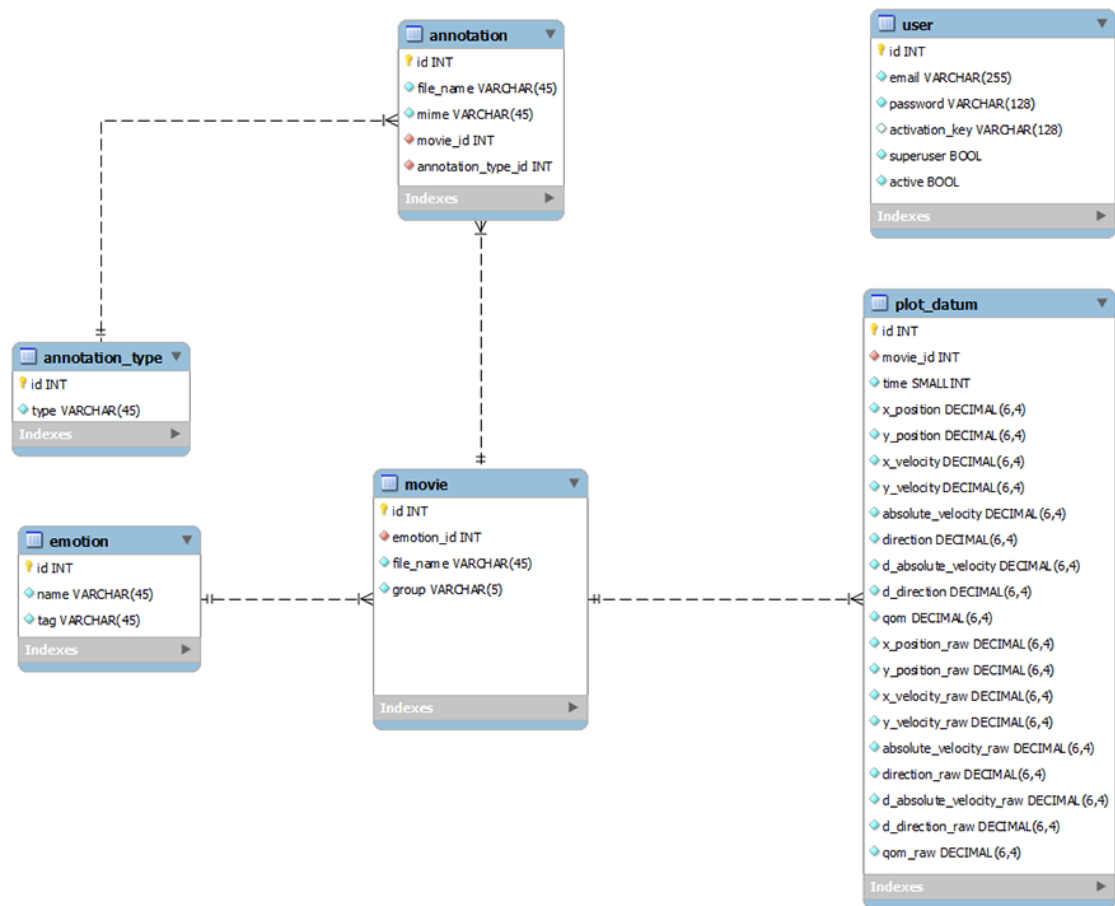 annotation
id INT
file_name VARCHAR(45)
mime VARCHAR(45)
movie_id INT
annotation_type_id INT
Indexes
user
id INT
email VARCHAR(255)
password VARCHAR(128)
activation_key VARCHAR(128)
superuser BOOL
active BOOL
Indexes
annotation_type
id INT
type VARCHAR(45)
Indexes
emotion
id INT
name VARCHAR(45)
tag VARCHAR(45)
Indexes
movie
id INT
emotion_id INT
file_name VARCHAR(45)
group VARCHAR(5)
Indexes
plot_datum
id INT
movie_id INT
time SMALLINT
x_position DECIMAL(6,4)
y_position DECIMAL(6,4)
x_velocity DECIMAL(6,4)
y_velocity DECIMAL(6,4)
absolute_velocity DECIMAL(6,4)
direction DECIMAL(6,4)
d_absolute_velocity DECIMAL(6,4)
d_direction DECIMAL(6,4)
qom DECIMAL(6,4)
x_position_raw DECIMAL(6,4)
y_position_raw DECIMAL(6,4)
x_velocity_raw DECIMAL(6,4)
y_velocity_raw DECIMAL(6,4)
absolute_velocity_raw DECIMAL(6,4)
direction_raw DECIMAL(6,4)
d_absolute_velocity_raw DECIMAL(6,4)
d_direction_raw DECIMAL(6,4)
qom_raw DECIMAL(6,4)
Indexes